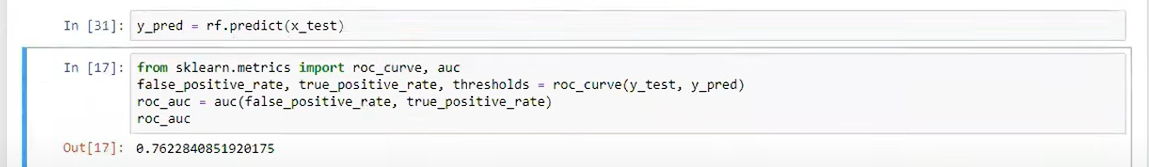 In [31]: y_pred = rf.predict(x_test)
In [17]: from sklearn.metrics import roc_curve, auc
false_positive_rate, true_positive_rate, thresholds = roc_curve(y_test, y_pred)
roc_auc = auc(false_positive_rate, true_positive_rate)
roc_auc
Out[17]: 0.7622840851920175